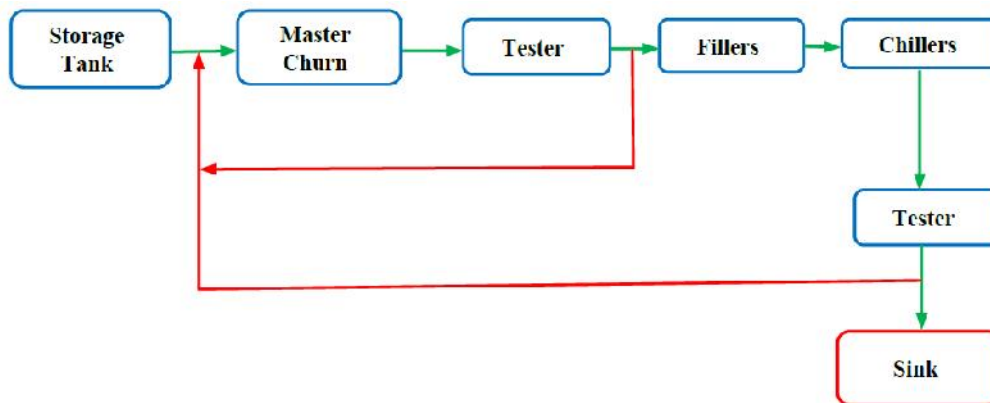 Storage
Tank
Master
Churn
Tester
Fillers
Chillers
Tester
Sink